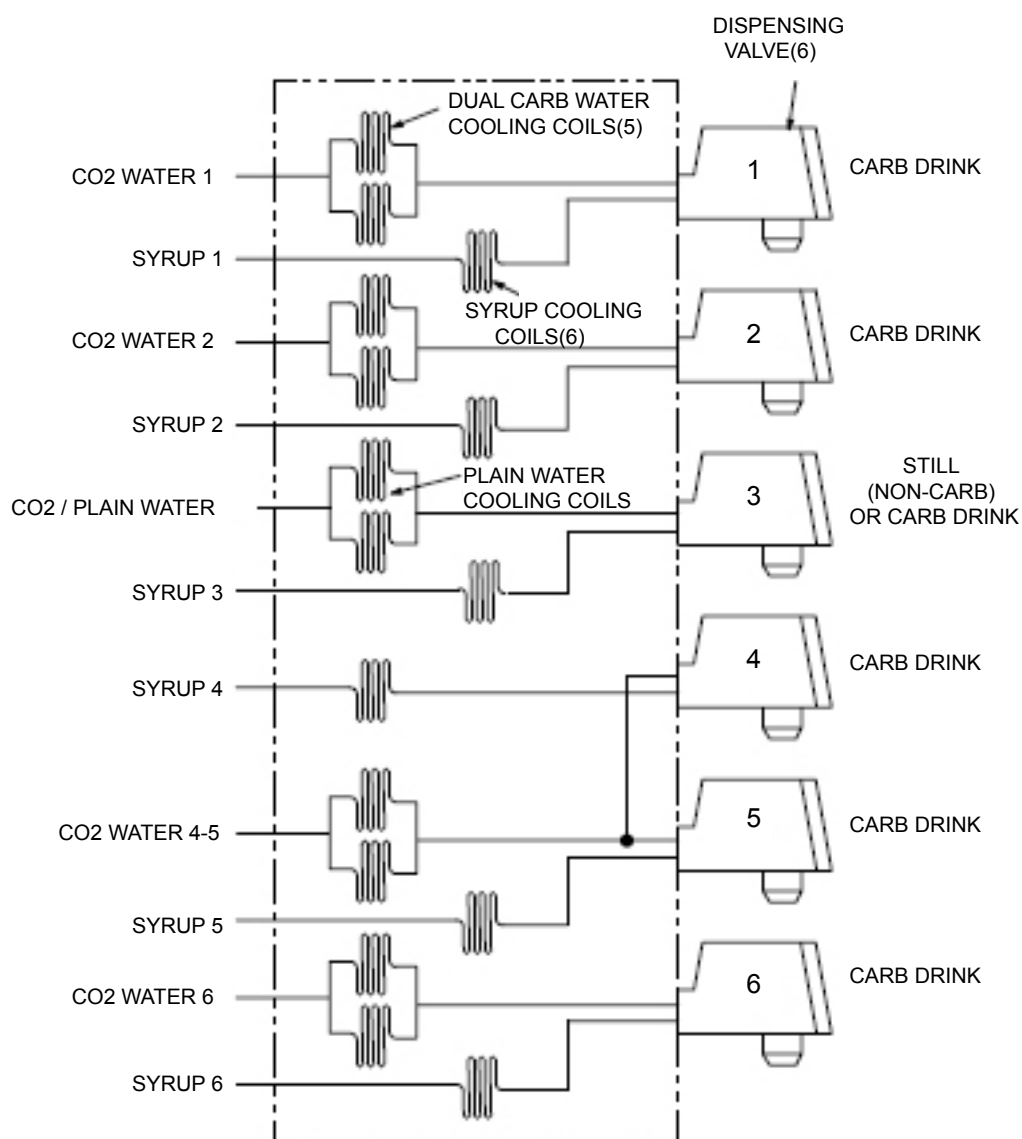 DISPENSING
VALVE(6)
DUAL CARB WATER
COOLING COILS(5)
CO2 WATER 1
1
CARB DRINK
SYRUP 1
SYRUP COOLING
COILS(6)
CO2 WATER 2
2
CARB DRINK
SYRUP 2
PLAIN WATER
COOLING COILS
CO2 / PLAIN WATER
3
STILL
(NON-CARB)
OR CARB DRINK
SYRUP 3
SYRUP 4
4
CARB DRINK
CO2 WATER 4-5
5
CARB DRINK
SYRUP 5
CO2 WATER 6
6
CARB DRINK
SYRUP 6